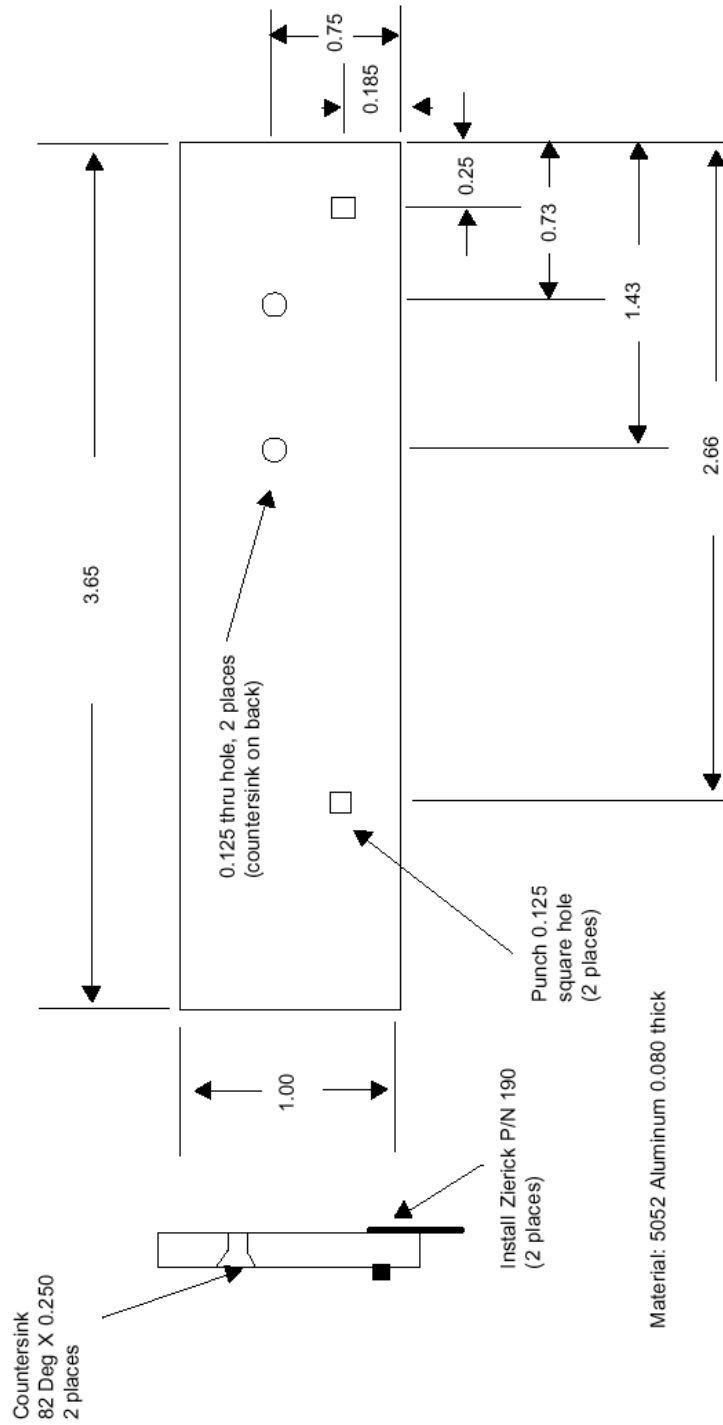 Countersink
82 Deg X 0.250
2 places
Install Zierick P/N 190
(2 places)
Material: 5052 Aluminum 0.080 thick
1.00
3.65
0.125 thru hole, 2 places
(countersink on back)
Punch 0.125
square hole
(2 places)
0.75
0.185
0.25
0.73
1.43
2.66